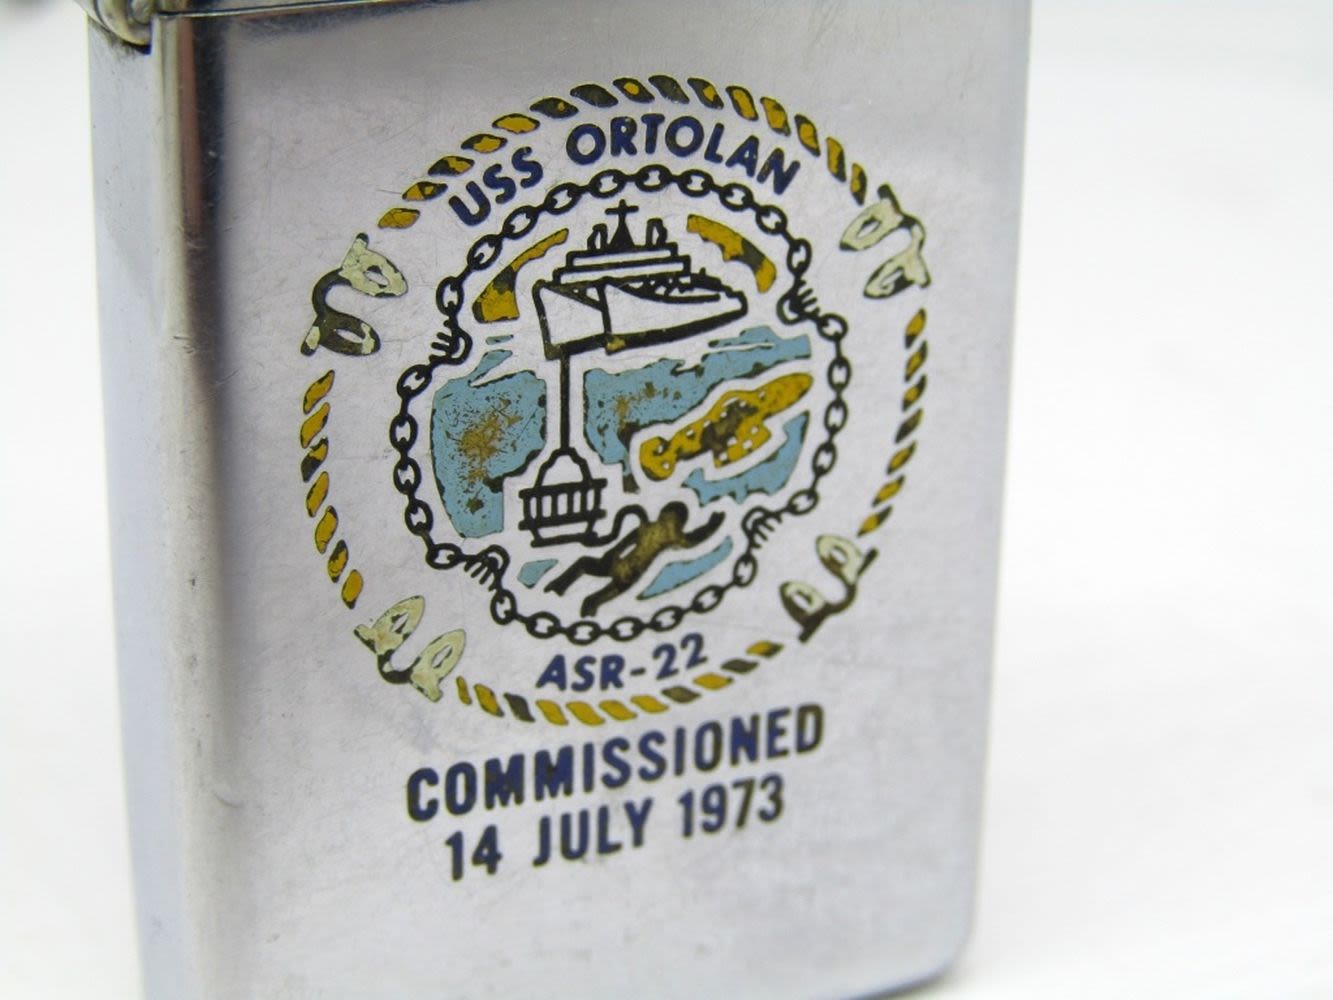 USS ORTOLAN
ASR-22
COMMISSIONED
14 JULY 1973